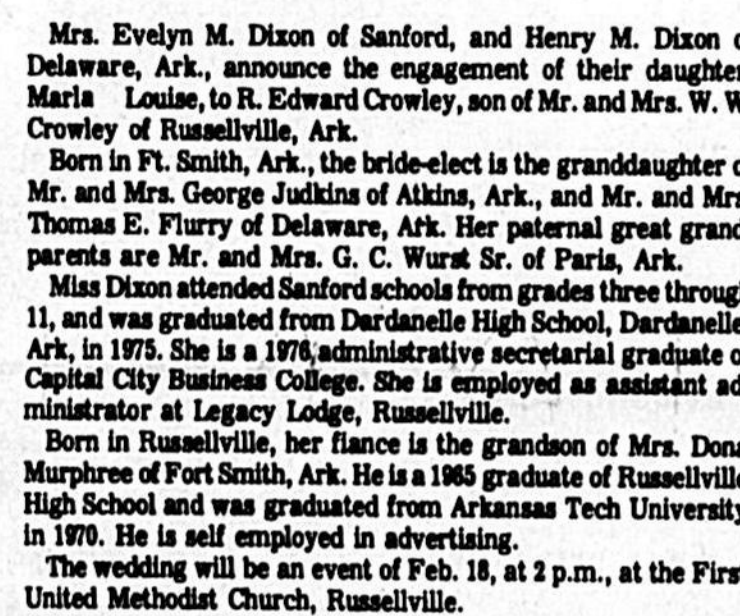 Mrs. Evelyn M. Dixon of Sanford, and Henry M. Dixon
Delaware, Ark., announce the engagement of their daughter
Marla Louise, to R. Edward Crowley, son of Mr. and Mrs. W. W
Crowley of Russellville, Ark.
Born in Ft. Smith, Ark., the bride-elect is the granddaughter
Mr. and Mrs. George Judkins of Atkins, Ark., and Mr. and Mrs
Thomas E. Flurry of Delaware, Ark. Her paternal great grand
parents are Mr. and Mrs. G. C. Wurst Sr. of Paris, Ark.
Miss Dixon attended Sanford schools from grades three throug
11, and was graduated from Dardanelle High School, Dardanelle
Ark, in 1975. She is a 1976 administrative secretarial graduate
Capital City Business College. She is employed as assistant ad
ministrator at Legacy Lodge, Russellville.
Born in Russellville, her fiance is the grandson of Mrs. Dona
Murphree of Fort Smith, Ark. He is a 1965 graduate of Russellville
High School and was graduated from Arkansas Tech University
in 1970. He is self employed in advertising.
The wedding will be an event of Feb. 18, at 2 p.m., at the First
United Methodist Church, Russellville.